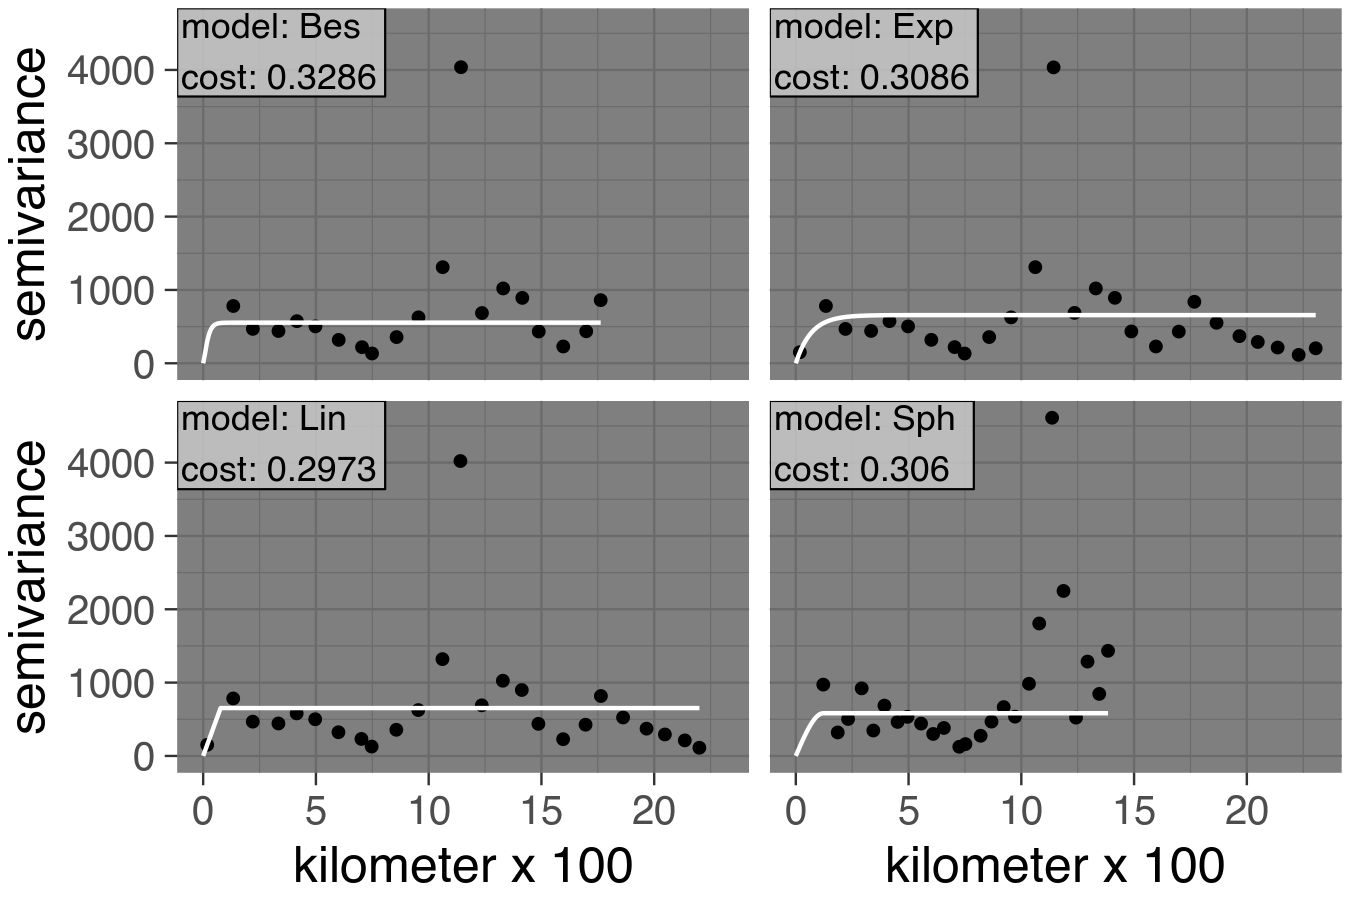 model: Bes
cost: 0.3286
model: Exp
cost: 0.3086
semivariance
4000
3000
2000
1000
0
model: Lin
cost: 0.2973
model: Sph
cost: 0.306
semivariance
4000
3000
2000
1000
0
0 5 10 15 20
0 5 10 15 20
kilometer x 100
kilometer x 100